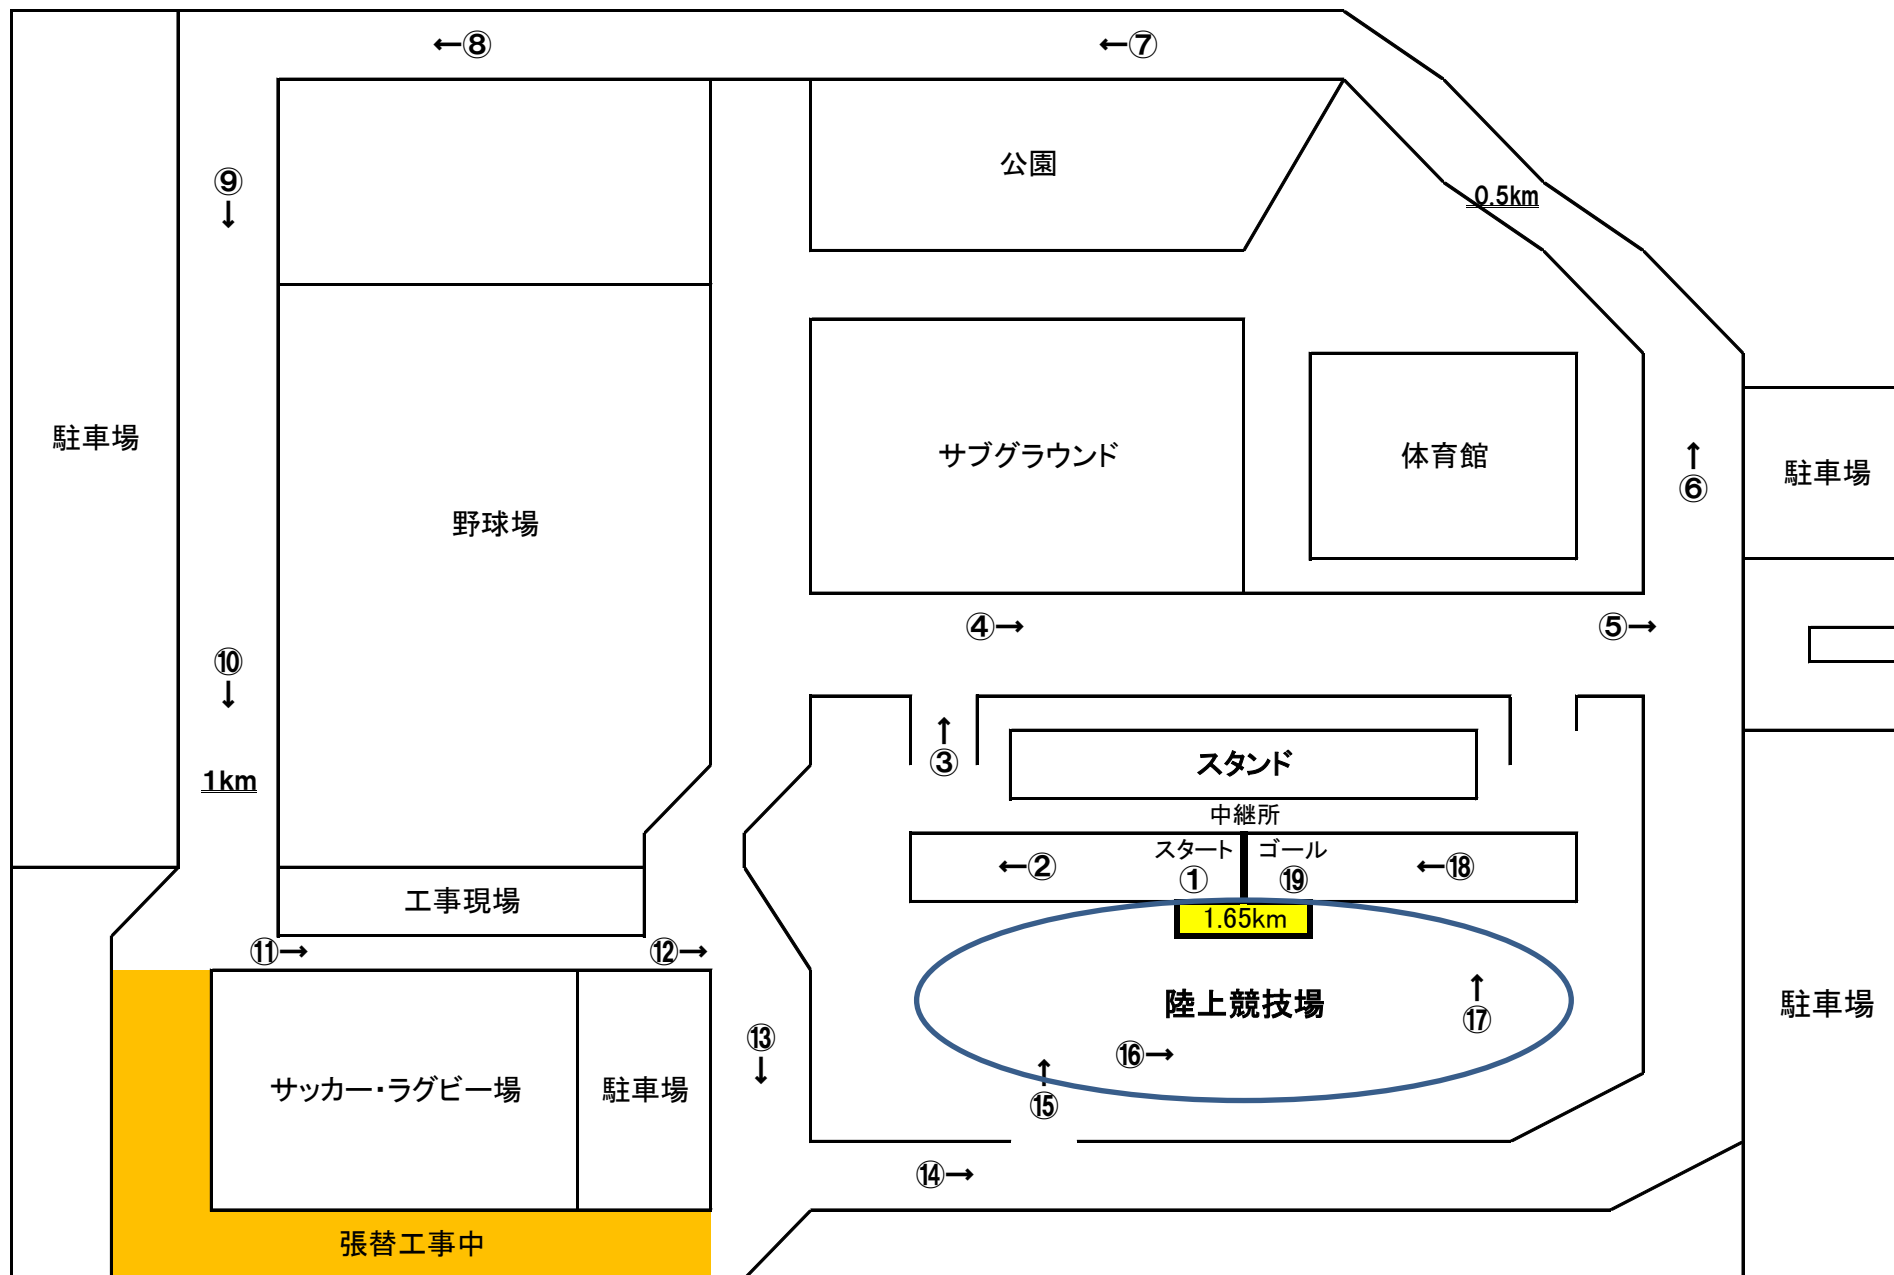 ←⑧
←⑦
⑨
↓
公園
0.5km
駐車場
サブグラウンド
体育館
↑
⑥
駐車場
野球場
④→
⑤→
⑩
↓
↑
③
スタンド
1km
中継所
スタート
ゴール
←②
①
⑲
←⑱
工事現場
1.65km
⑪→
⑫→
陸上競技場
↑
⑰
駐車場
⑬
↓
⑯→
↑
⑮
サッカー・ラグビー場
駐車場
⑭→
張替工事中